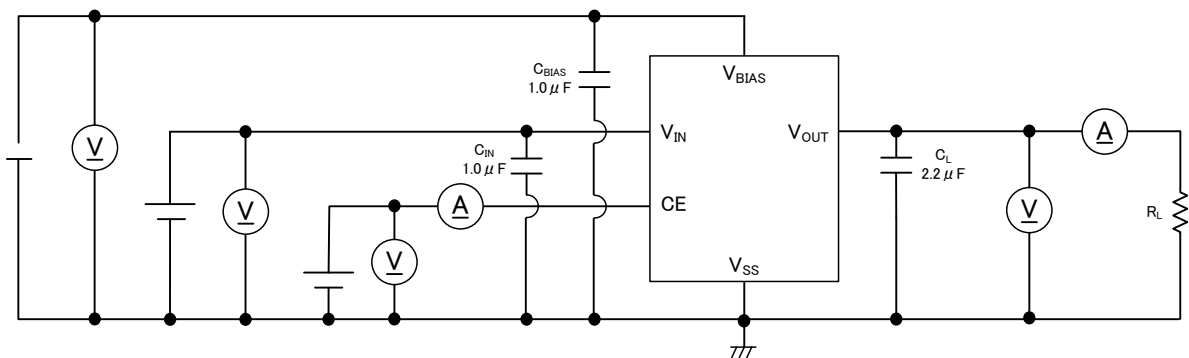 C_BIAS
1.0μF
V_BIAS
V
V_IN
V_OUT
A
C_IN
1.0μF
C_L
2.2μF
V
A
CE
V
R_L
V
V_SS